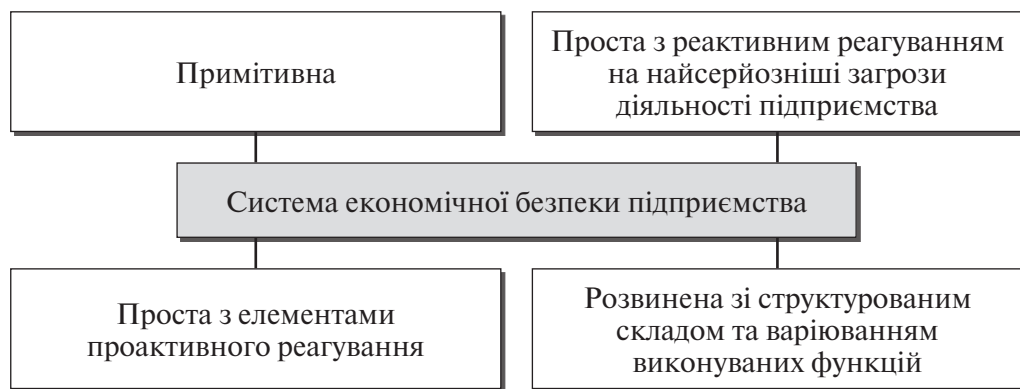 Примітивна
Проста з реактивним реагуванням
на найсерйозніші загрози
діяльності підприємства
Система економічної безпеки підприємства
Проста з елементами
проактивного реагування
Розвинена зі структурованим
складом та варіюванням
виконуваних функцій